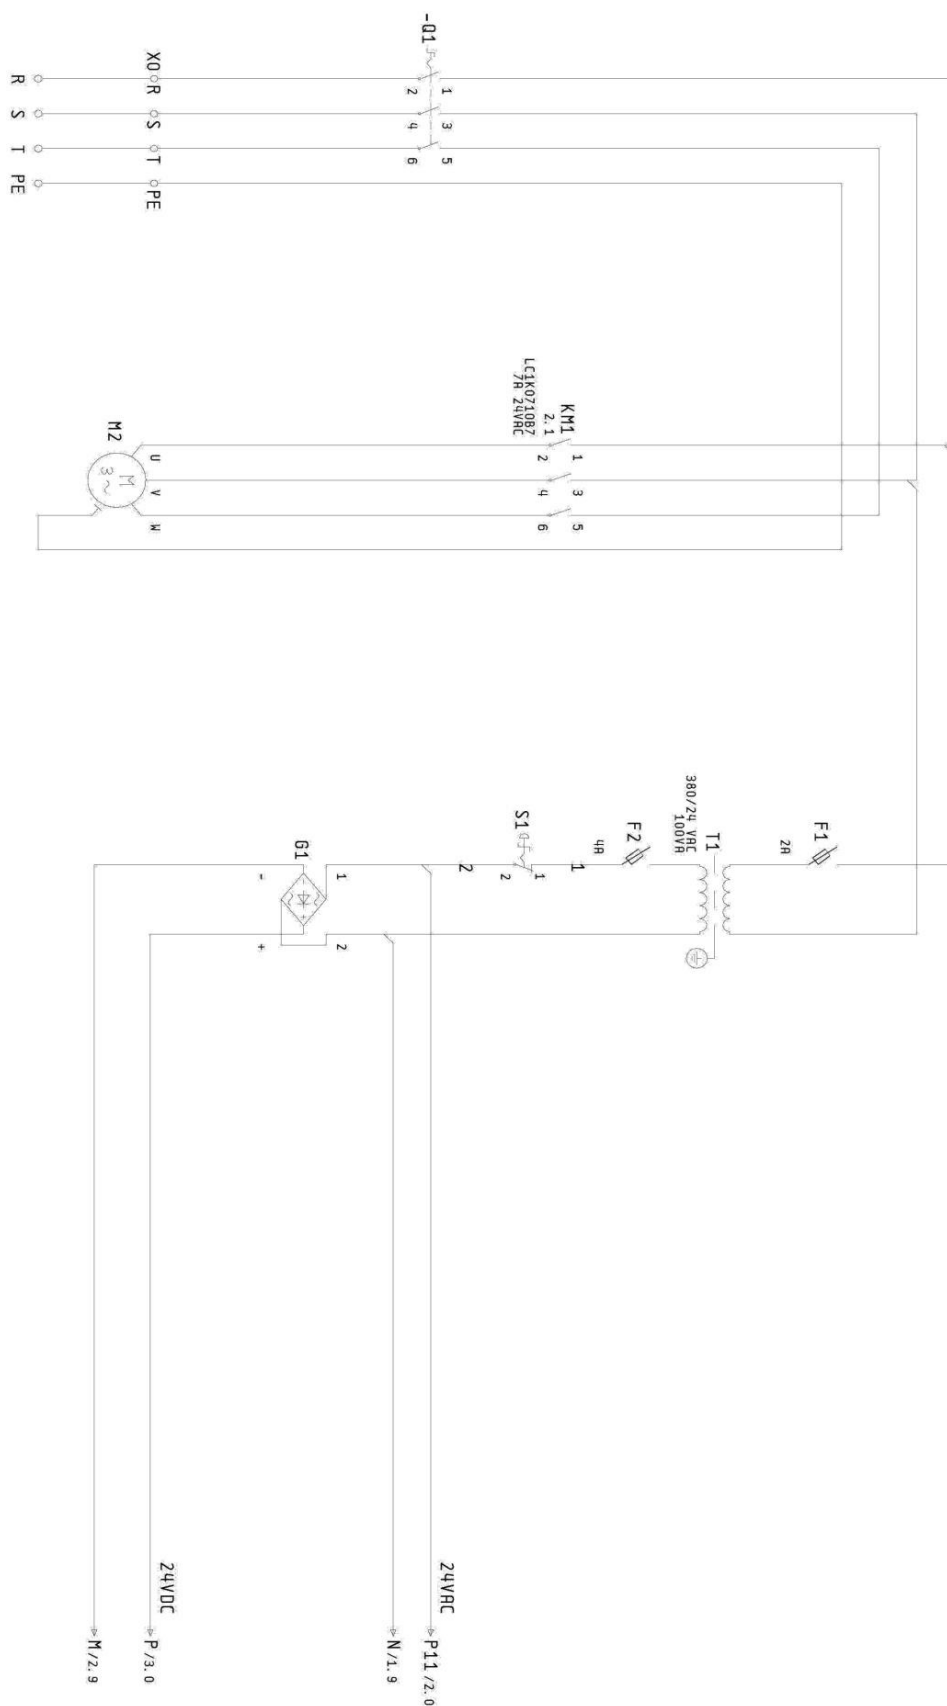 -Q1
X0
R
R
1
2
S
S
3
4
T
T
5
6
PE
PE
KM1
2.1
LC1K0710B7
7A 24VAC
1
2
3
4
5
6
M2
U
V
W
M
3~
F1
2A
T1
380/24 VAC
100VA
F2
4A
S1
1
1
2
2
G1
1
2
-
+
24VAC
P11/2.0
N/1.9
24VDC
P/3.0
M/2.9